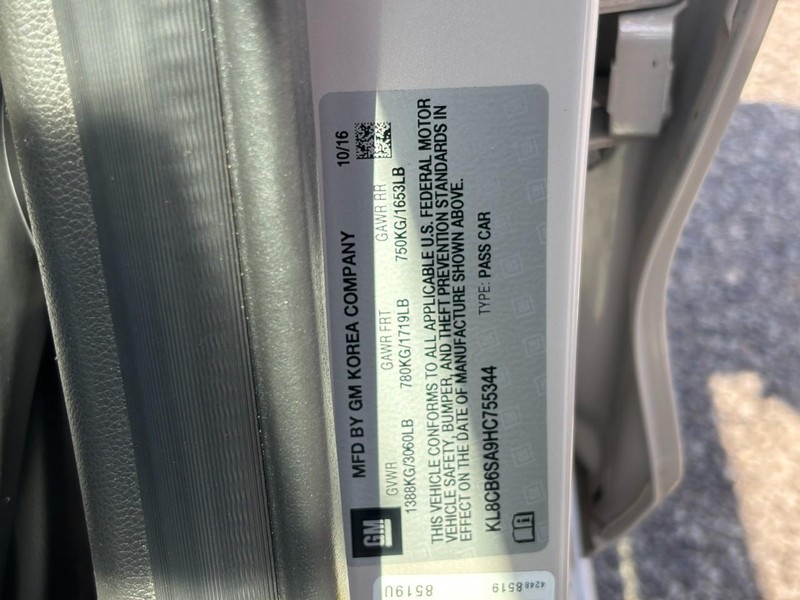 GM
MFD BY GM KOREA COMPANY 10/16
GVWR GAWR FRT GAWR RR
1388KG/3060LB 780KG/1719LB 750KG/1653LB
THIS VEHICLE CONFORMS TO ALL APPLICABLE U.S. FEDERAL MOTOR
VEHICLE SAFETY, BUMPER, AND THEFT PREVENTION STANDARDS IN
EFFECT ON THE DATE OF MANUFACTURE SHOWN ABOVE.
KL8CB6SA9HC755344 TYPE: PASS CAR
8519U
4248 8519